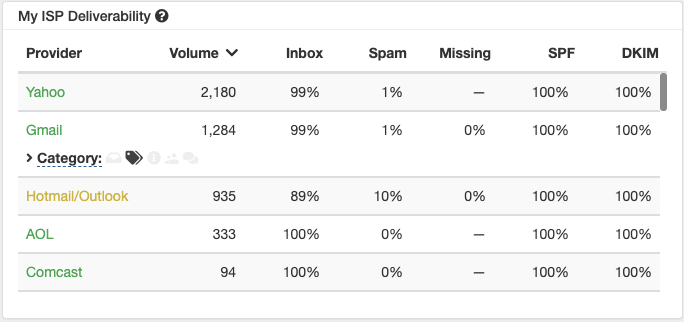 My ISP Deliverability ?
Provider Volume Inbox Spam Missing SPF DKIM
Yahoo 2,180 99% 1% — 100% 100%
Gmail 1,284 99% 1% 0% 100% 100%
Category:
Hotmail/Outlook 935 89% 10% 0% 100% 100%
AOL 333 100% 0% — 100% 100%
Comcast 94 100% 0% — 100% 100%